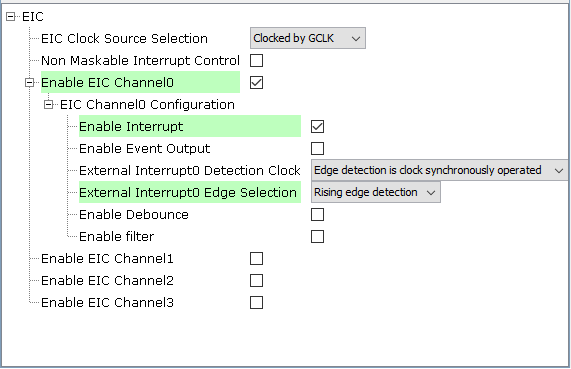 EIC
EIC Clock Source Selection Clocked by GCLK
Non Maskable Interrupt Control
Enable EIC Channel0
EIC Channel0 Configuration
Enable Interrupt
Enable Event Output
External Interrupt0 Detection Clock Edge detection is clock synchronously operated
External Interrupt0 Edge Selection Rising edge detection
Enable Debounce
Enable filter
Enable EIC Channel1
Enable EIC Channel2
Enable EIC Channel3